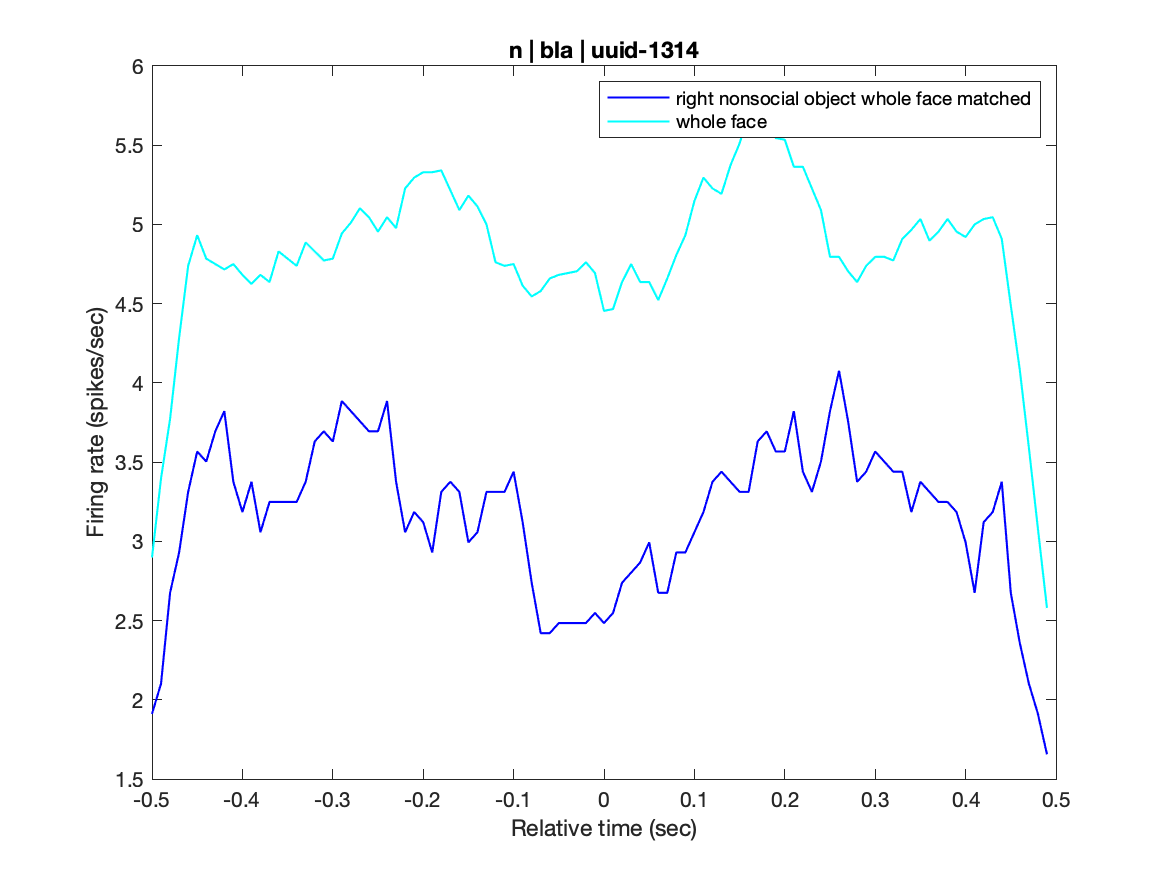 n | bla | uuid-1314
right nonsocial object whole face matched
whole face
6
5.5
5
4.5
4
3.5
3
2.5
2
1.5
Firing rate (spikes/sec)
-0.5 -0.4 -0.3 -0.2 -0.1 0 0.1 0.2 0.3 0.4 0.5
Relative time (sec)